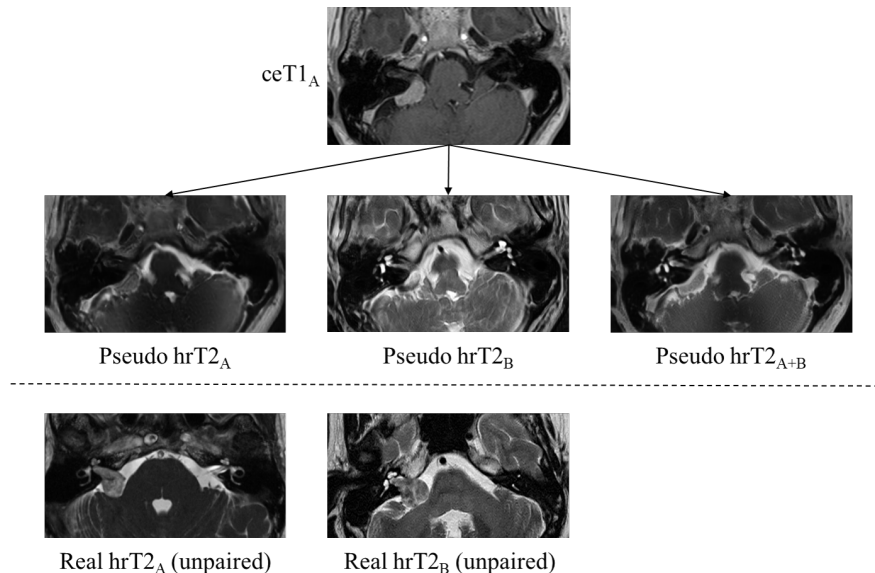 ceT1A
Pseudo hrT2A
Pseudo hrT2B
Pseudo hrT2A+B
Real hrT2A (unpaired)
Real hrT2B (unpaired)